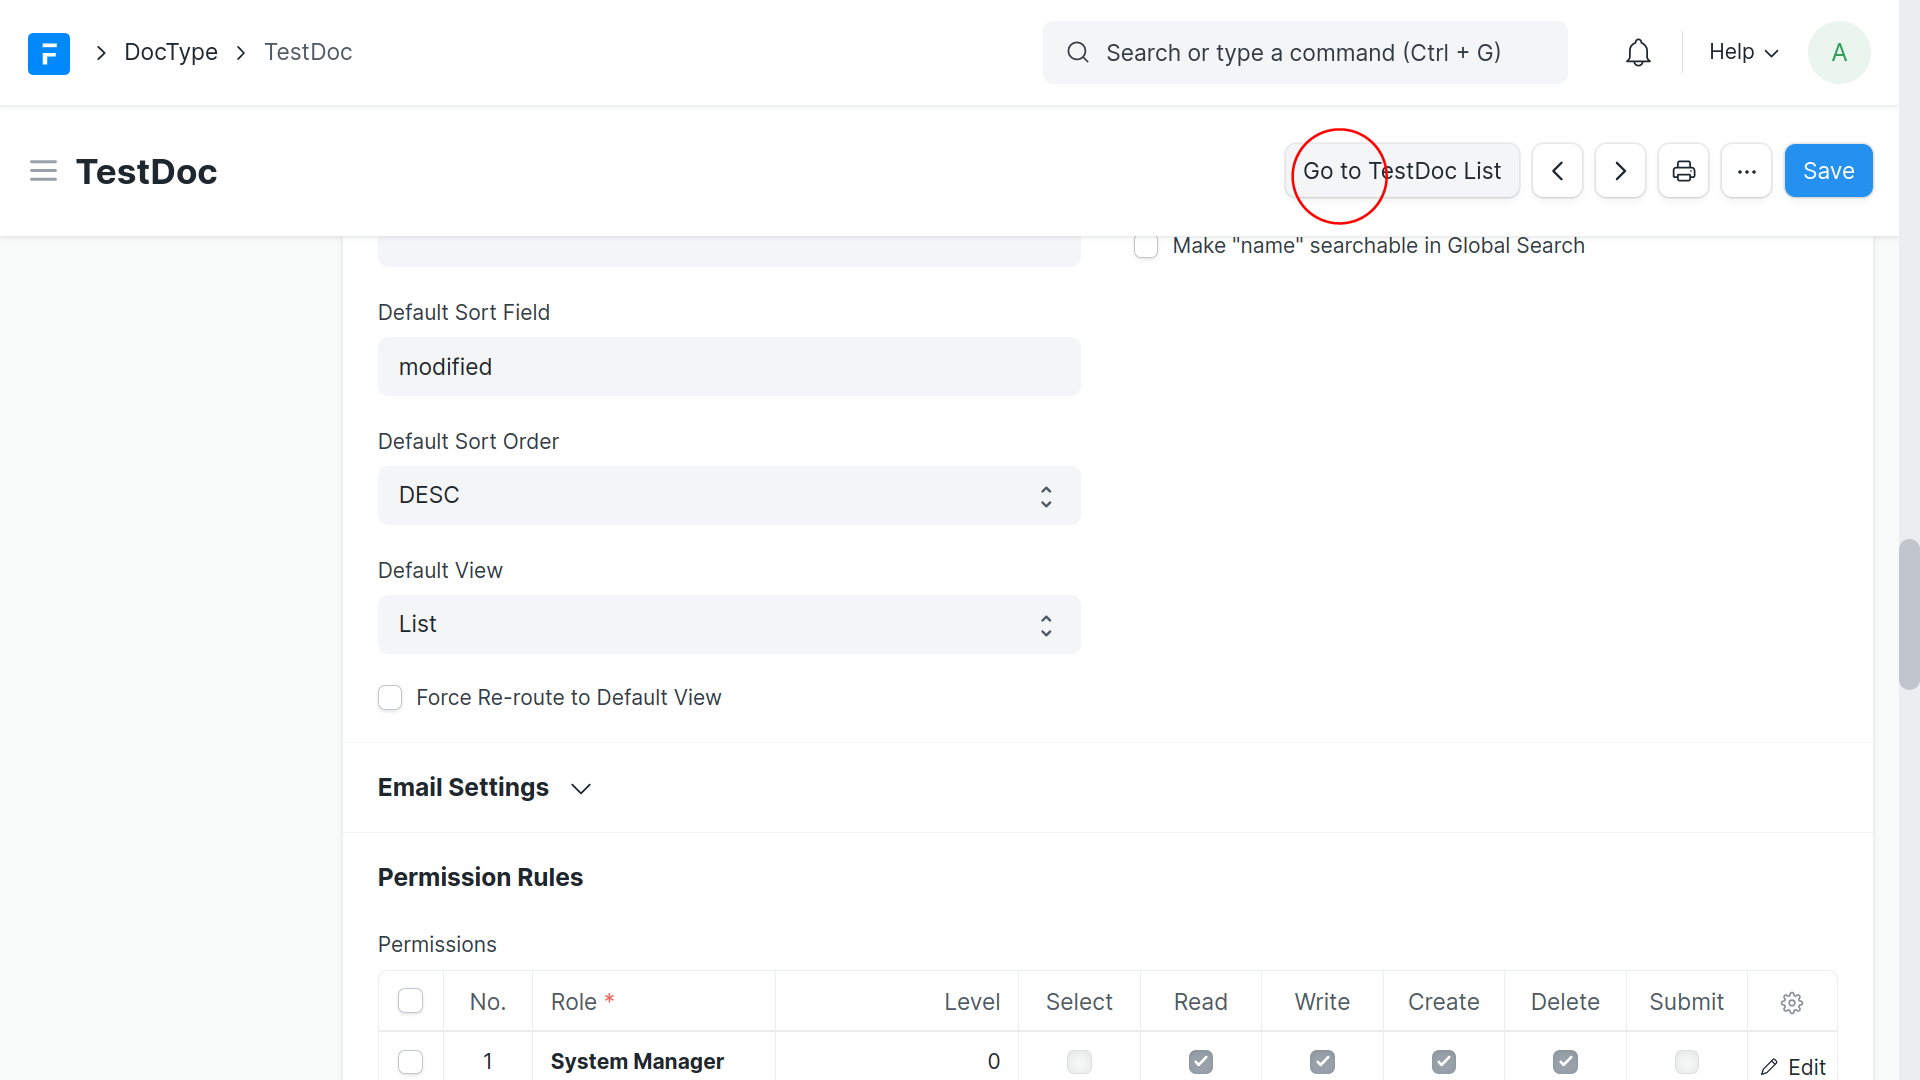 DocType
TestDoc
Search or type a command (Ctrl + G)
Help
A
TestDoc
Go to TestDoc List
Save
Make "name" searchable in Global Search
Default Sort Field
modified
Default Sort Order
DESC
Default View
List
Force Re-route to Default View
Email Settings
Permission Rules
Permissions
No. Role * Level Select Read Write Create Delete Submit
1 System Manager 0 Edit